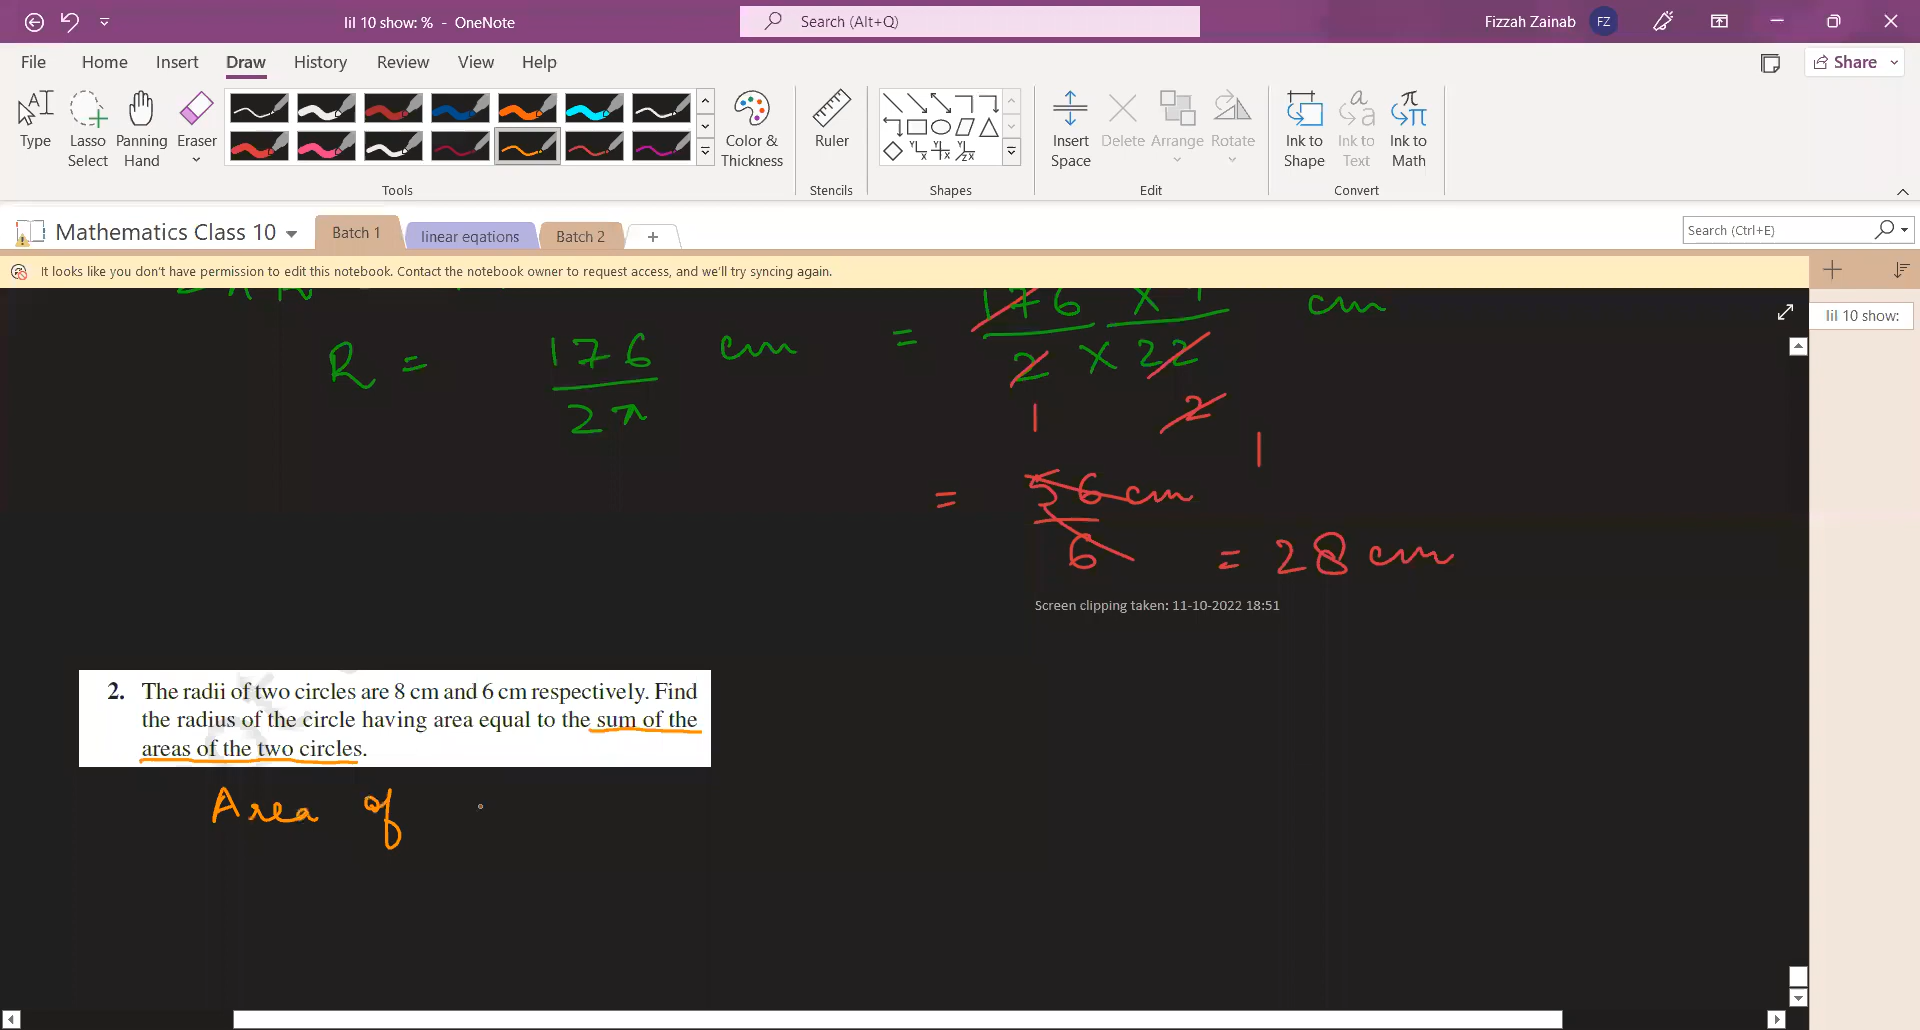 lil 10 show: % - OneNote
Search (Alt+Q)
Fizzah Zainab
FZ
File Home Insert Draw History Review View Help
Share
Type
Lasso Select
Panning Hand
Eraser
Color & Thickness
Ruler
Insert Space
Delete
Arrange
Rotate
Ink to Shape
Ink to Text
Ink to Math
Tools
Stencils
Shapes
Edit
Convert
Mathematics Class 10
Batch 1
linear eqations
Batch 2
Search (Ctrl+E)
It looks like you don't have permission to edit this notebook. Contact the notebook owner to request access, and we'll try syncing again.
lil 10 show:
R = 176/2π cm = 176 × 7 / 2 × 22 cm
1 2
1
= 56 cm / 6 = 28 cm
Screen clipping taken: 11-10-2022 18:51
2. The radii of two circles are 8 cm and 6 cm respectively. Find
the radius of the circle having area equal to the sum of the
areas of the two circles.
Area of